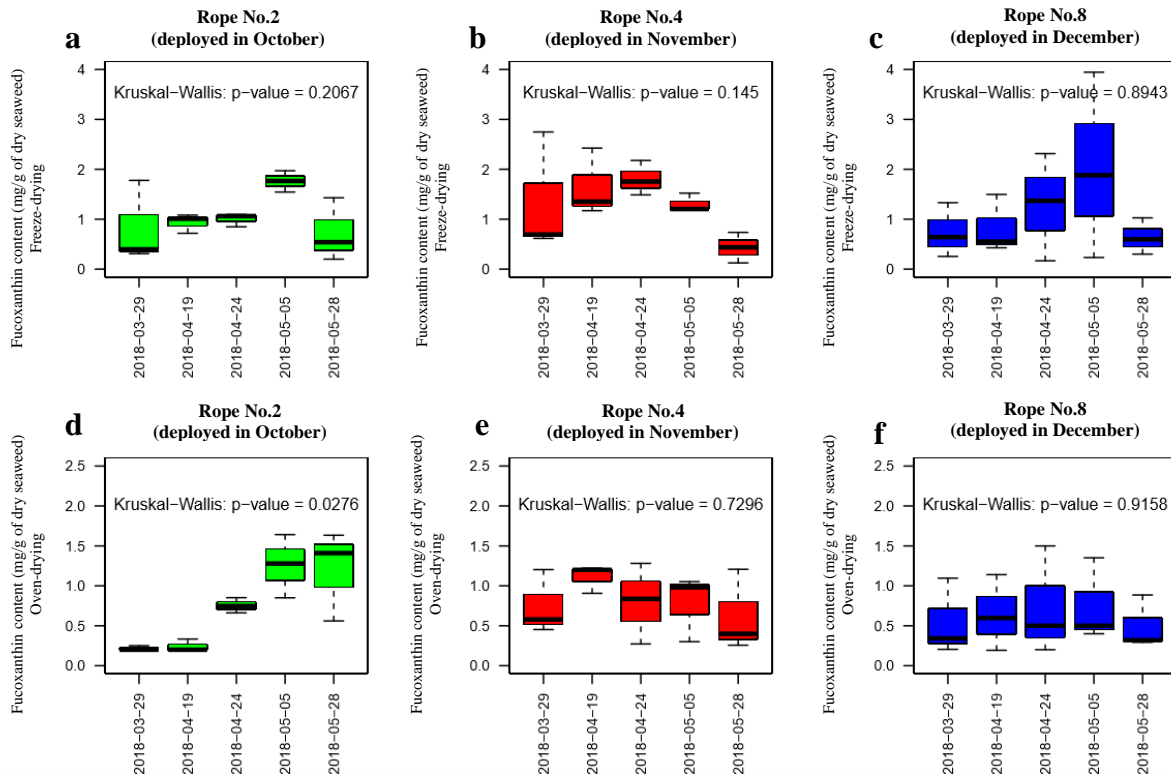 a
Rope No.2
(deployed in October)
Fucoxanthin content (mg/g of dry seaweed)
Freeze-drying
Kruskal−Wallis: p−value = 0.2067
4
3
2
1
0
2018−03−29
2018−04−19
2018−04−24
2018−05−05
2018−05−28
b
Rope No.4
(deployed in November)
Fucoxanthin content (mg/g of dry seaweed)
Freeze-drying
Kruskal−Wallis: p−value = 0.145
4
3
2
1
0
2018−03−29
2018−04−19
2018−04−24
2018−05−05
2018−05−28
c
Rope No.8
(deployed in December)
Fucoxanthin content (mg/g of dry seaweed)
Freeze-drying
Kruskal−Wallis: p−value = 0.8943
4
3
2
1
0
2018−03−29
2018−04−19
2018−04−24
2018−05−05
2018−05−28
d
Rope No.2
(deployed in October)
Fucoxanthin content (mg/g of dry seaweed)
Oven-drying
Kruskal−Wallis: p−value = 0.0276
2.5
2.0
1.5
1.0
0.5
0.0
2018−03−29
2018−04−19
2018−04−24
2018−05−05
2018−05−28
e
Rope No.4
(deployed in November)
Fucoxanthin content (mg/g of dry seaweed)
Oven-drying
Kruskal−Wallis: p−value = 0.7296
2.5
2.0
1.5
1.0
0.5
0.0
2018−03−29
2018−04−19
2018−04−24
2018−05−05
2018−05−28
f
Rope No.8
(deployed in December)
Fucoxanthin content (mg/g of dry seaweed)
Oven-drying
Kruskal−Wallis: p−value = 0.9158
2.5
2.0
1.5
1.0
0.5
0.0
2018−03−29
2018−04−19
2018−04−24
2018−05−05
2018−05−28